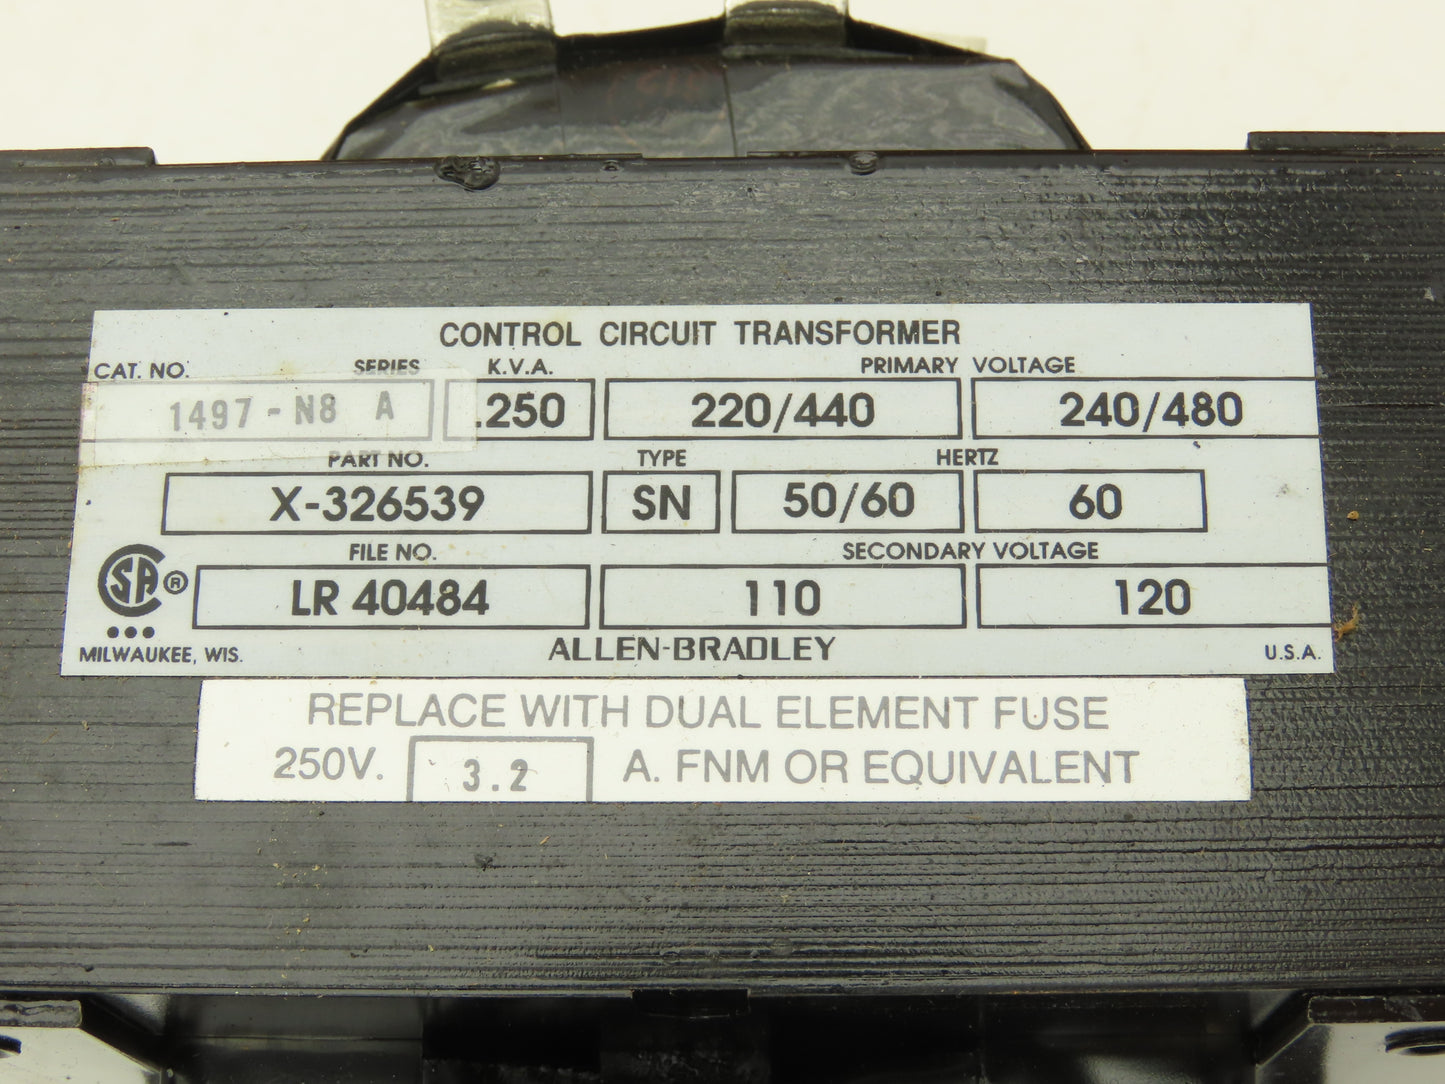 CONTROL CIRCUIT TRANSFORMER
CAT. NO. SERIES K.V.A. PRIMARY VOLTAGE
1497-N8 A .250 220/440 240/480
PART NO. TYPE HERTZ
X-326539 SN 50/60 60
FILE NO. SECONDARY VOLTAGE
SA ®
LR 40484 110 120
MILWAUKEE, WIS. ALLEN-BRADLEY U.S.A.
REPLACE WITH DUAL ELEMENT FUSE
250V. 3.2 A. FNM OR EQUIVALENT